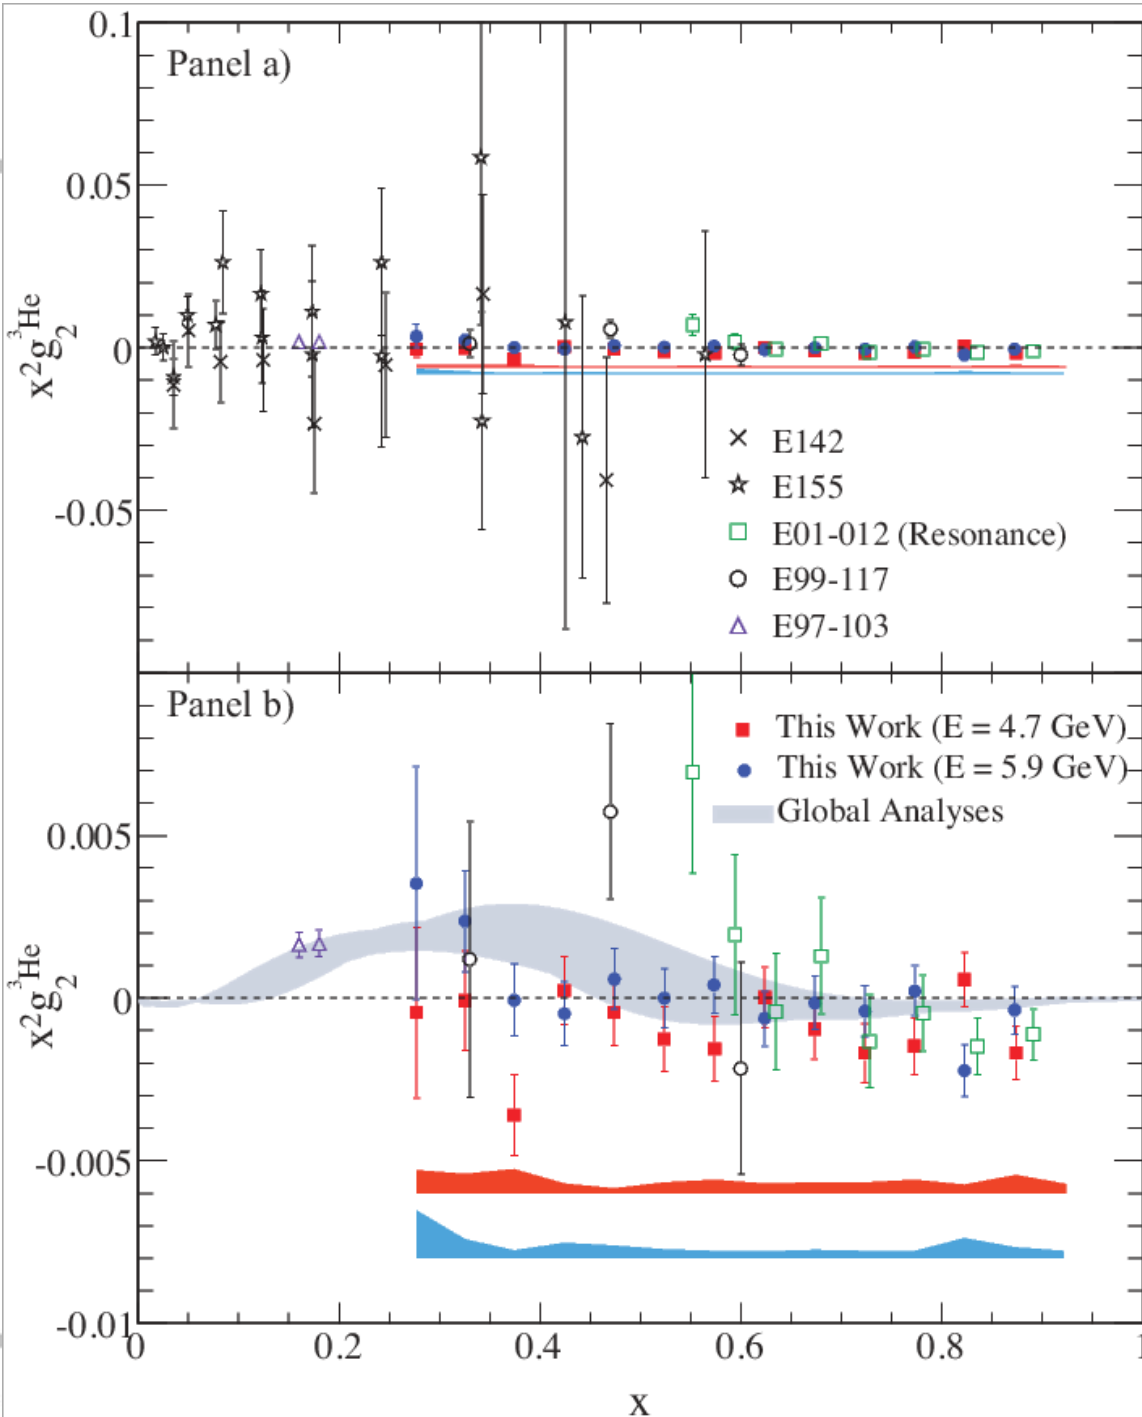 Panel a)
0.1
0.05
0
-0.05
x²g₂³He
E142
E155
E01-012 (Resonance)
E99-117
E97-103
Panel b)
This Work (E = 4.7 GeV)
This Work (E = 5.9 GeV)
Global Analyses
0.005
0
-0.005
-0.01
x²g₂³He
0 0.2 0.4 0.6 0.8 1
x